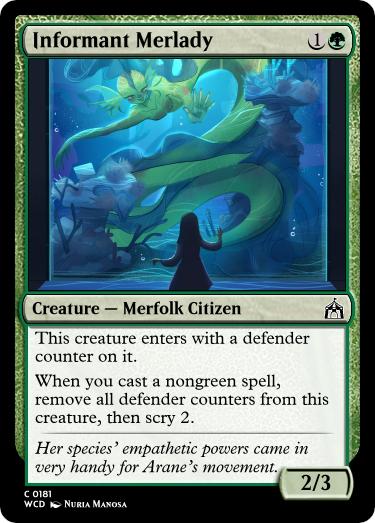 Informant Merlady 1
Creature — Merfolk Citizen
This creature enters with a defender
counter on it.
When you cast a nongreen spell,
remove all defender counters from this
creature, then scry 2.
Her species' empathetic powers came in
very handy for Arane's movement.
2/3
C 0181
WCD Nuria Manosa